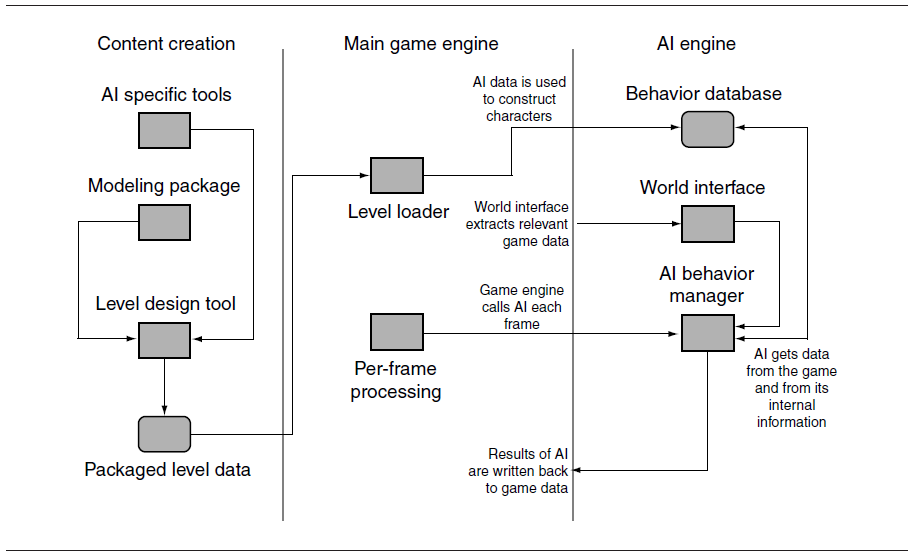 Content creation
Main game engine
AI engine
AI specific tools
Modeling package
Level design tool
Packaged level data
AI data is used
to construct
characters
Level loader
World interface
extracts relevant
game data
Game engine
calls AI each
frame
Per-frame
processing
Results of AI
are written back
to game data
Behavior database
World interface
AI behavior
manager
AI gets data
from the game
and from its
internal
information